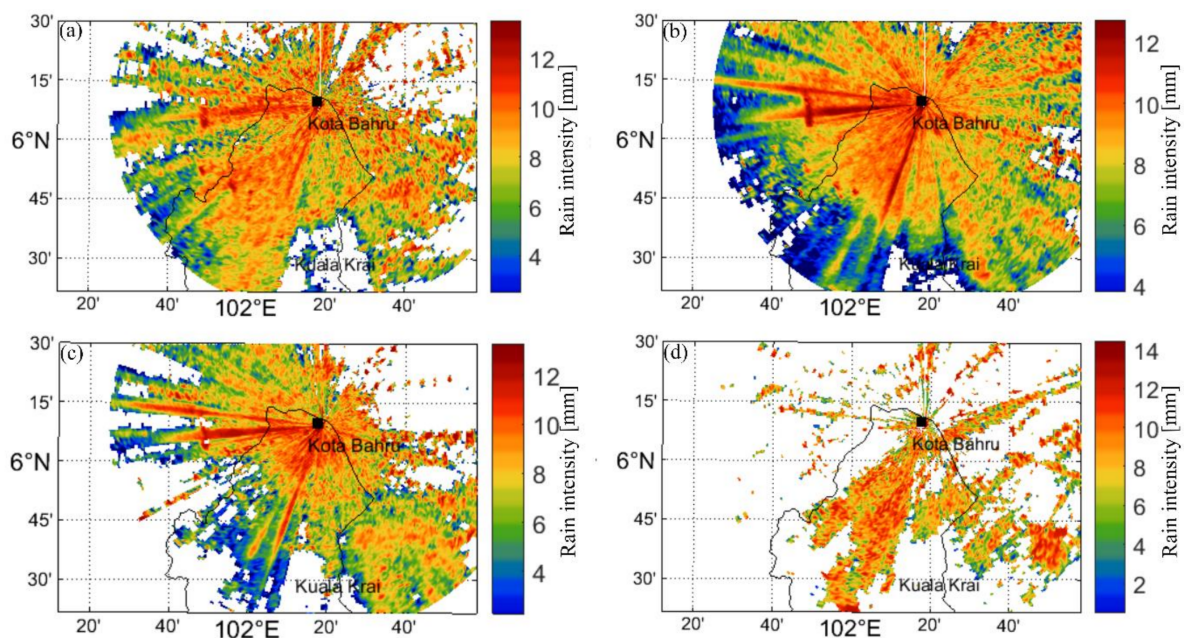 (a)
30'
15'
6°N
45'
30'
20'
40'
102°E
20'
40'
Kota Bahru
Kuala Krai
12
10
8
6
4
Rain intensity [mm]
(b)
30'
15'
6°N
45'
30'
20'
40'
102°E
20'
40'
Kota Bahru
Kuala Krai
12
10
8
6
4
Rain intensity [mm]
(c)
30'
15'
6°N
45'
30'
20'
40'
102°E
20'
40'
Kota Bahru
Kuala Krai
12
10
8
6
4
Rain intensity [mm]
(d)
30'
15'
6°N
45'
30'
20'
40'
102°E
20'
40'
Kota Bahru
Kuala Krai
14
12
10
8
6
4
2
Rain intensity [mm]